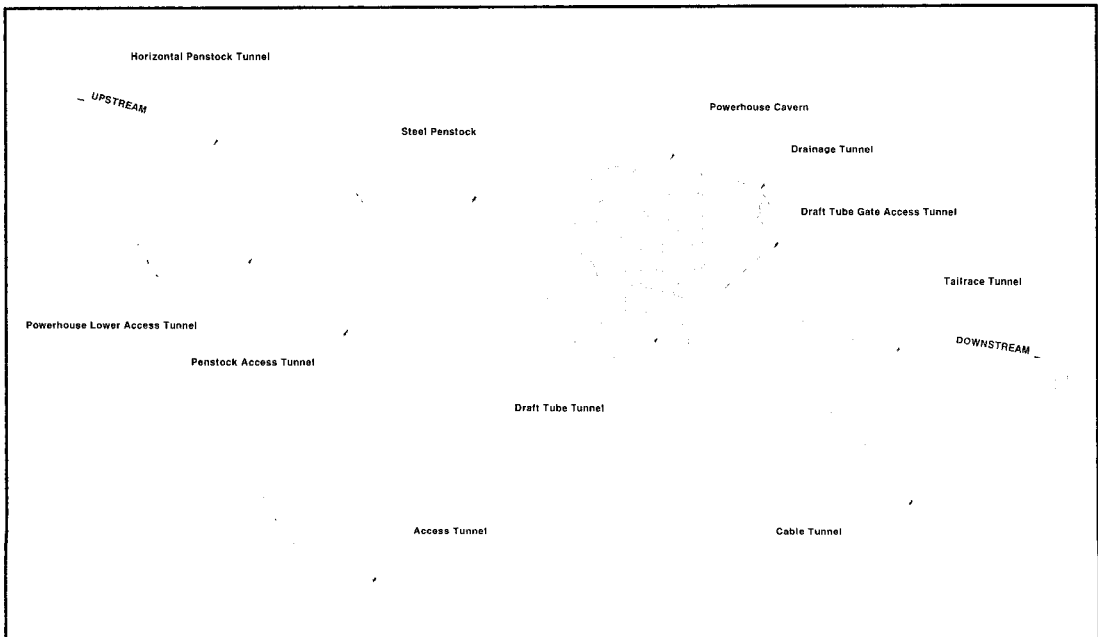 Horizontal Penstock Tunnel
UPSTREAM
Powerhouse Cavern
Steel Penstock
Drainage Tunnel
Draft Tube Gate Access Tunnel
Tailrace Tunnel
Powerhouse Lower Access Tunnel
DOWNSTREAM
Penstock Access Tunnel
Draft Tube Tunnel
Access Tunnel
Cable Tunnel